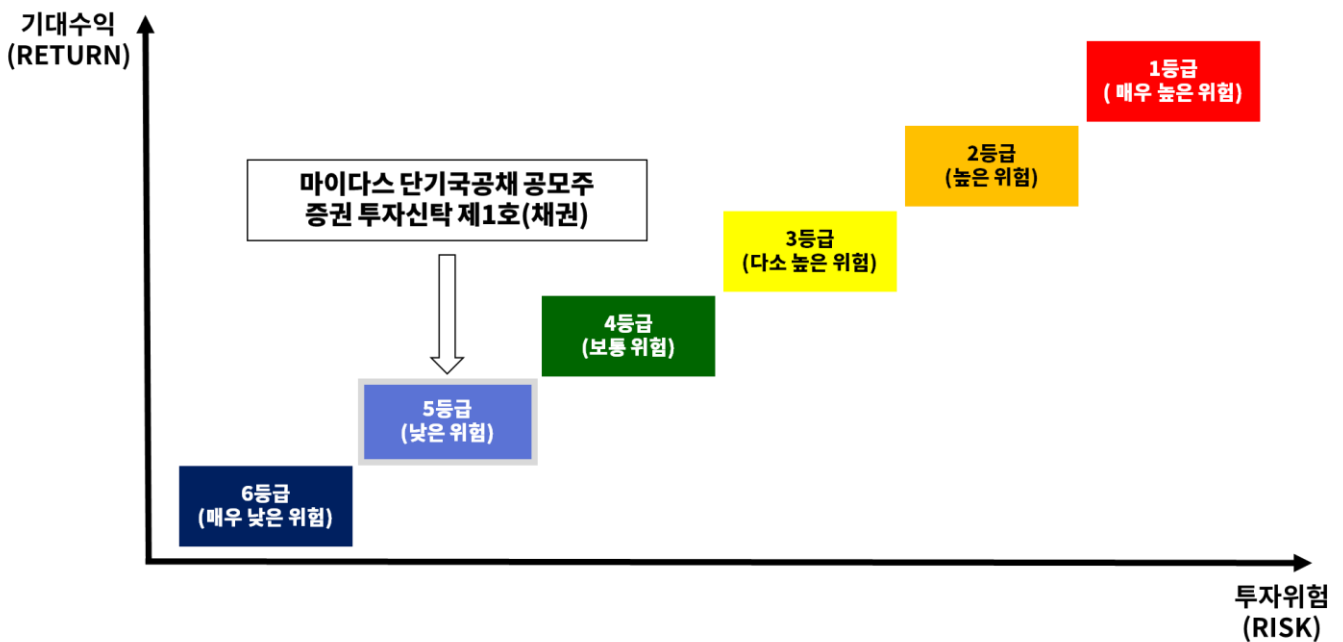 기대수익
(RETURN)
1등급
( 매우 높은 위험)
2등급
(높은 위험)
마이다스 단기국공채 공모주
증권 투자신탁 제1호(채권)
3등급
(다소 높은 위험)
4등급
(보통 위험)
5등급
(낮은 위험)
6등급
(매우 낮은 위험)
투자위험
(RISK)